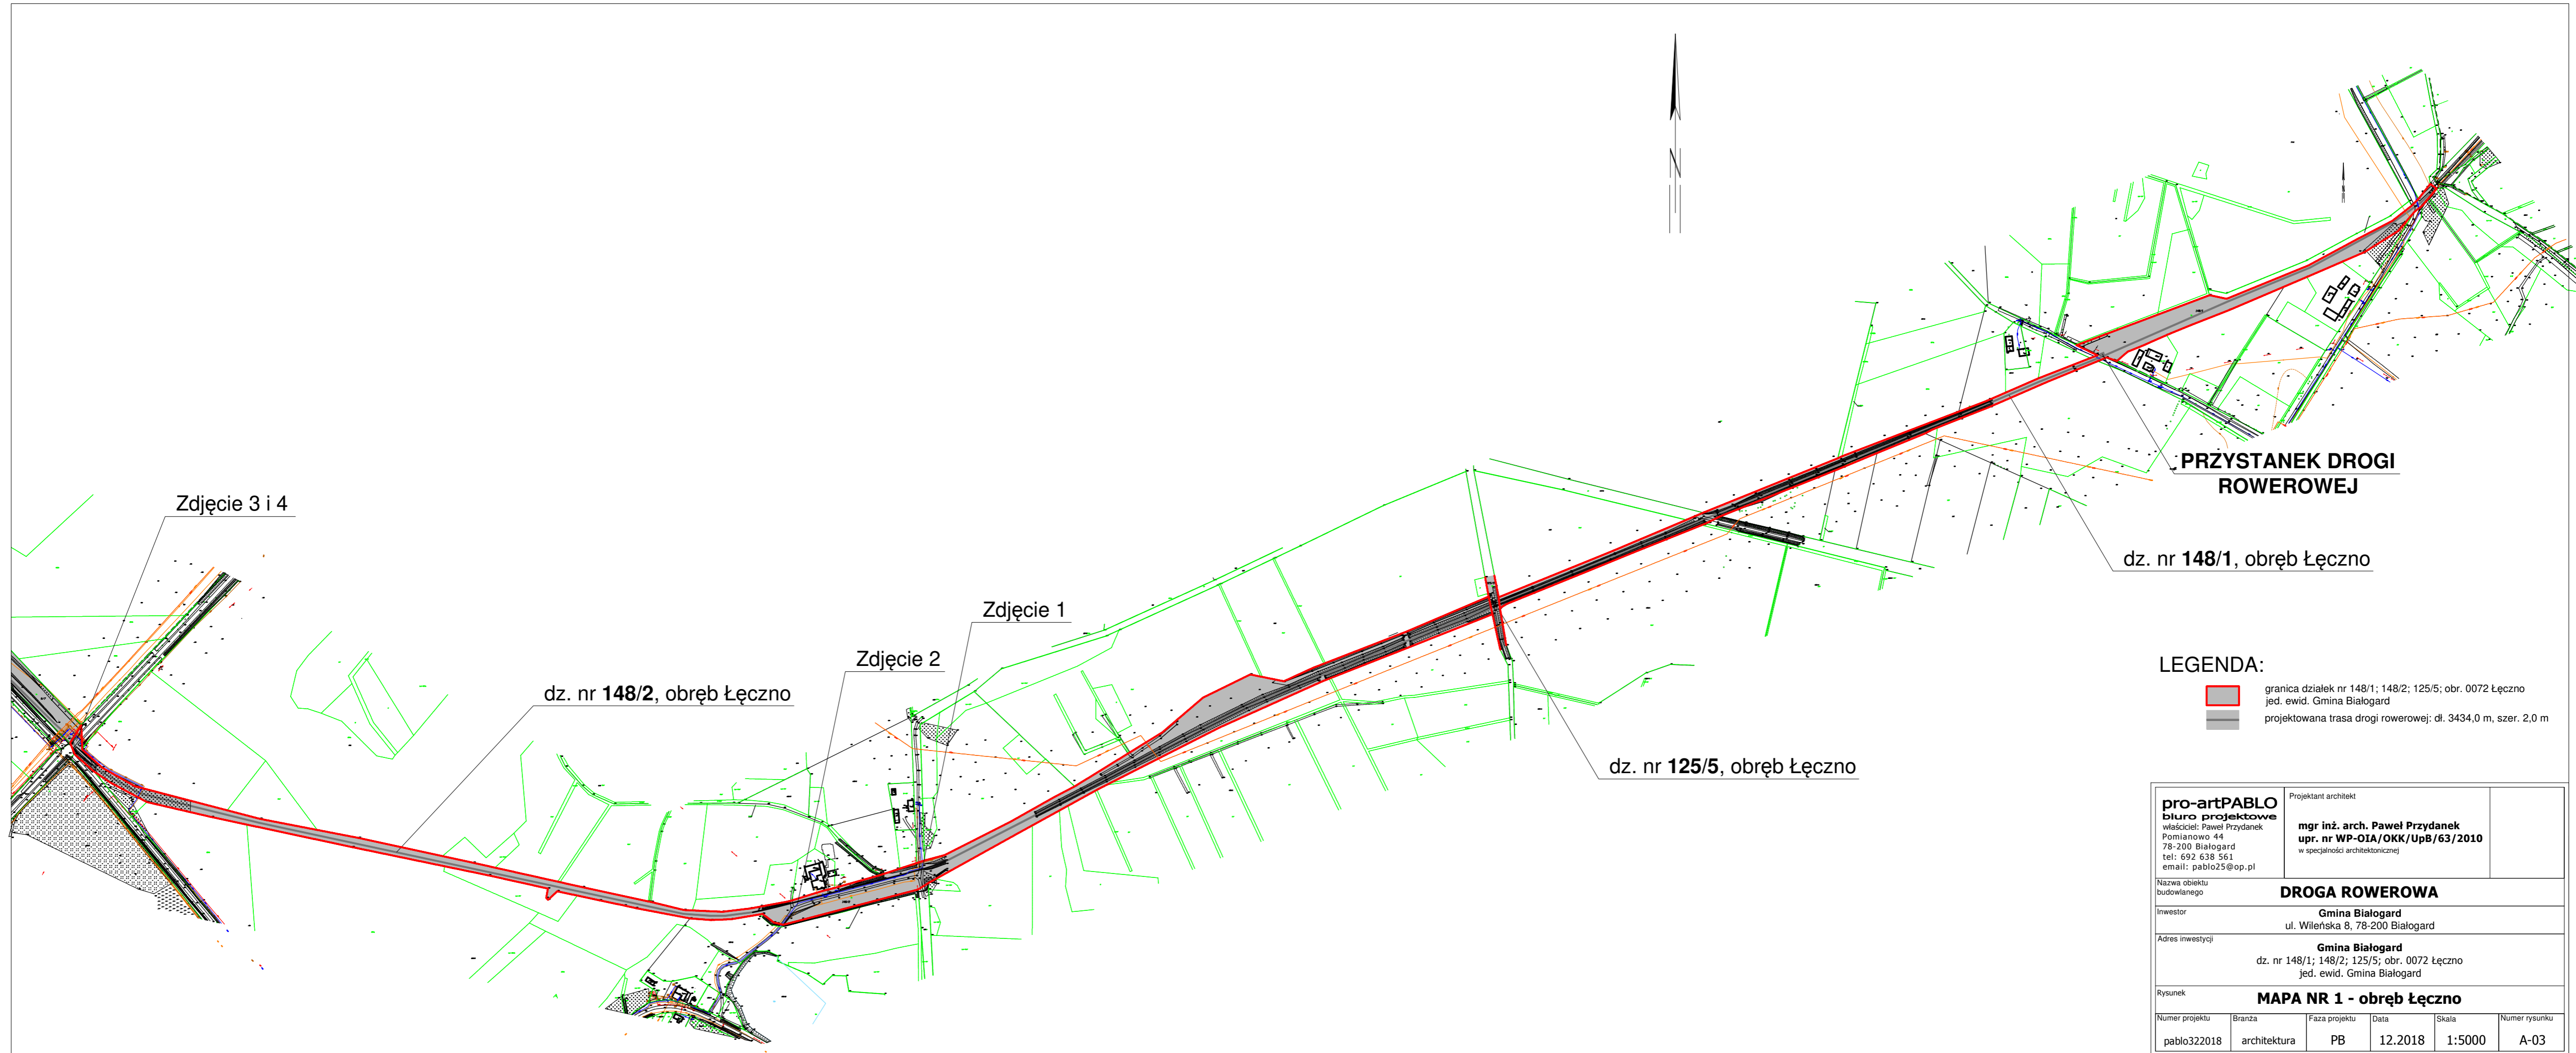 Zdjęcie 3 i 4
dz. nr 148/2, obręb Łęczno
Zdjęcie 2
Zdjęcie 1
N
PRZYSTANEK DROGI
ROWEROWEJ
dz. nr 148/1, obręb Łęczno
dz. nr 125/5, obręb Łęczno
LEGENDA:
granica działek nr 148/1; 148/2; 125/5; obr. 0072 Łęczno
jed. ewid. Gmina Białogard
projektowana trasa drogi rowerowej: dł. 3434,0 m, szer. 2,0 m
pro-artPABLO
biuro projektowe
właściciel: Paweł Przydanek
Pomianowo 44
78-200 Białogard
tel: 692 638 561
email: pablo25@op.pl
Projektant architekt
mgr inż. arch. Paweł Przydanek
upr. nr WP-OIA/OKK/UpB/63/2010
w specjalności architektonicznej
Nazwa obiektu
budowlanego
DROGA ROWEROWA
Inwestor
Gmina Białogard
ul. Wileńska 8, 78-200 Białogard
Adres inwestycji
Gmina Białogard
dz. nr 148/1; 148/2; 125/5; obr. 0072 Łęczno
jed. ewid. Gmina Białogard
Rysunek
MAPA NR 1 - obręb Łęczno
Numer projektu
pablo322018
Branża
architektura
Faza projektu
PB
Data
12.2018
Skala
1:5000
Numer rysunku
A-03